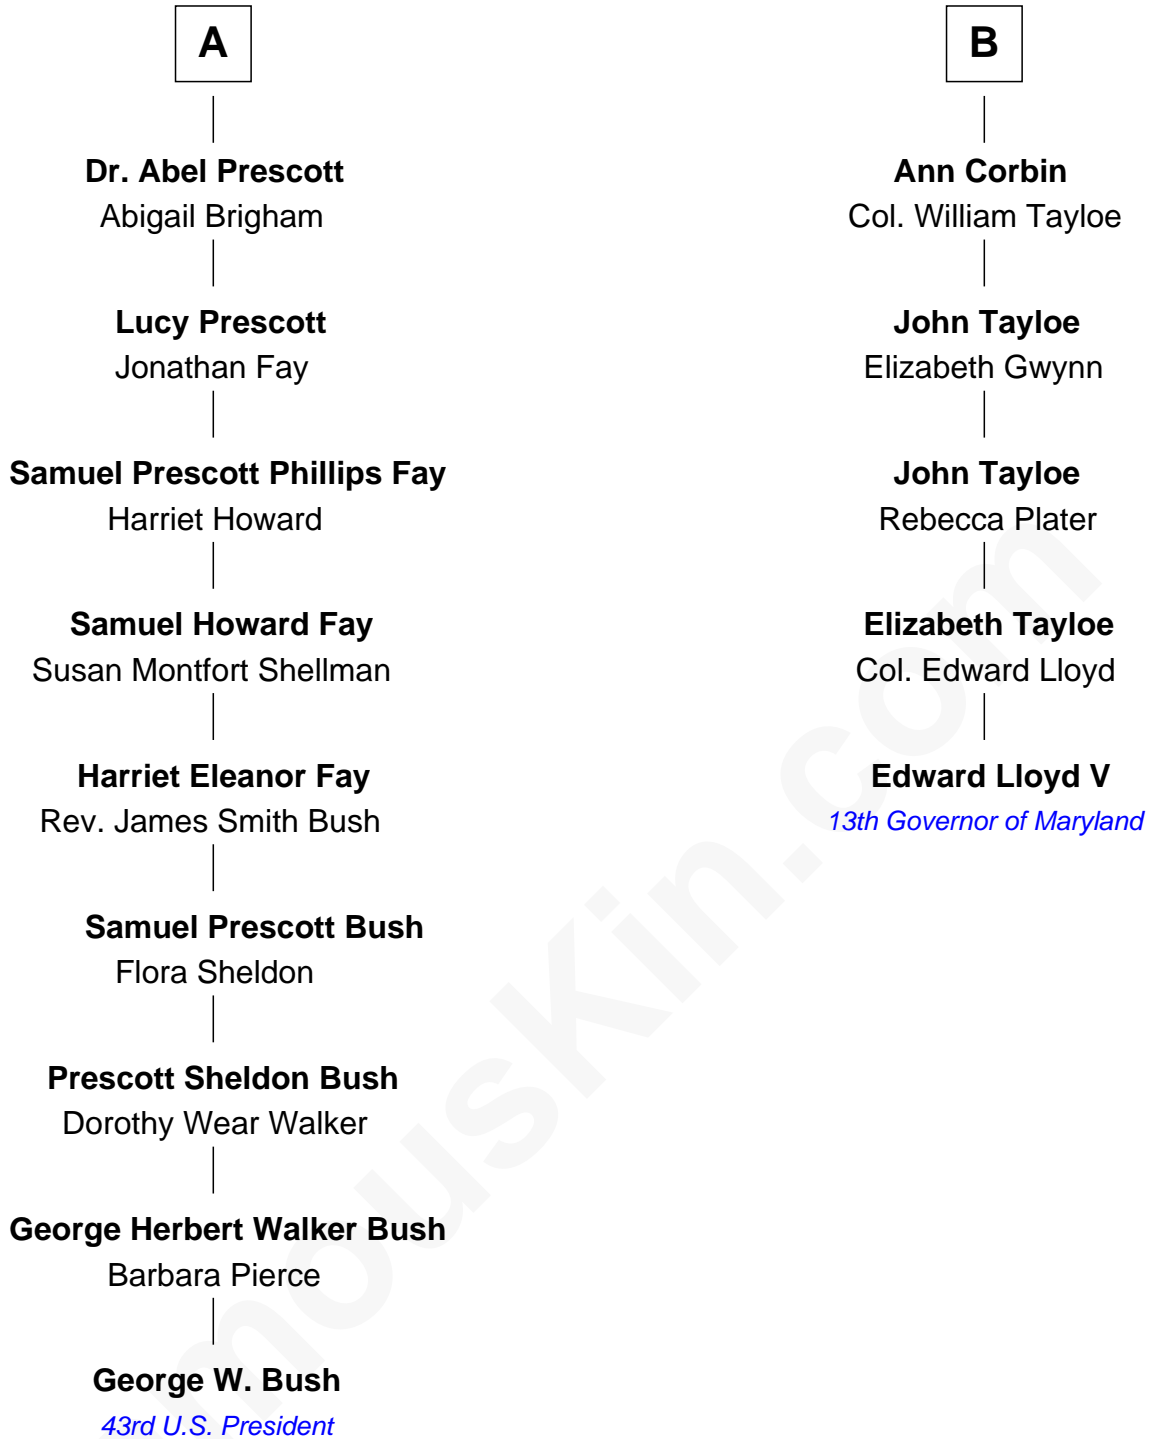 A
Dr. Abel Prescott
Abigail Brigham
Lucy Prescott
Jonathan Fay
Samuel Prescott Phillips Fay
Harriet Howard
Samuel Howard Fay
Susan Montfort Shellman
Harriet Eleanor Fay
Rev. James Smith Bush
Samuel Prescott Bush
Flora Sheldon
Prescott Sheldon Bush
Dorothy Wear Walker
George Herbert Walker Bush
Barbara Pierce
George W. Bush
43rd U.S. President
B
Ann Corbin
Col. William Tayloe
John Tayloe
Elizabeth Gwynn
John Tayloe
Rebecca Plater
Elizabeth Tayloe
Col. Edward Lloyd
Edward Lloyd V
13th Governor of Maryland
mousKin.com